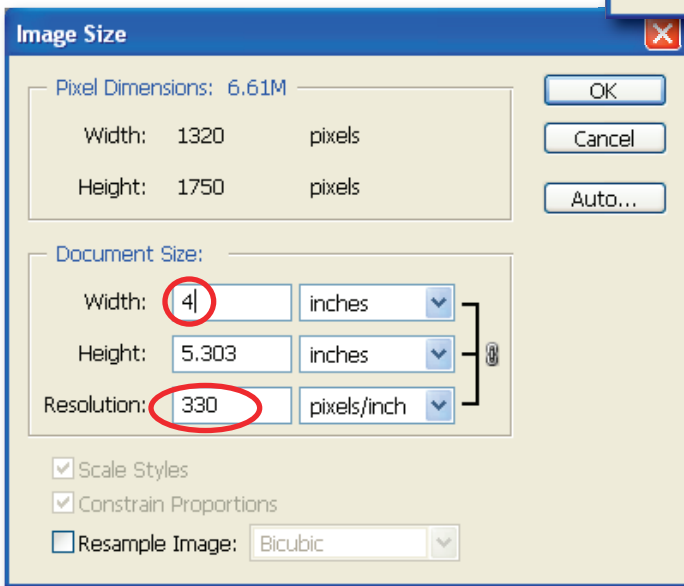 Image Size
Pixel Dimensions: 6.61M
OK
Width: 1320 pixels
Cancel
Height: 1750 pixels
Auto...
Document Size:
Width: 4 inches
Height: 5.303 inches
Resolution: 330 pixels/inch
Scale Styles
Constrain Proportions
Resample Image: Bicubic